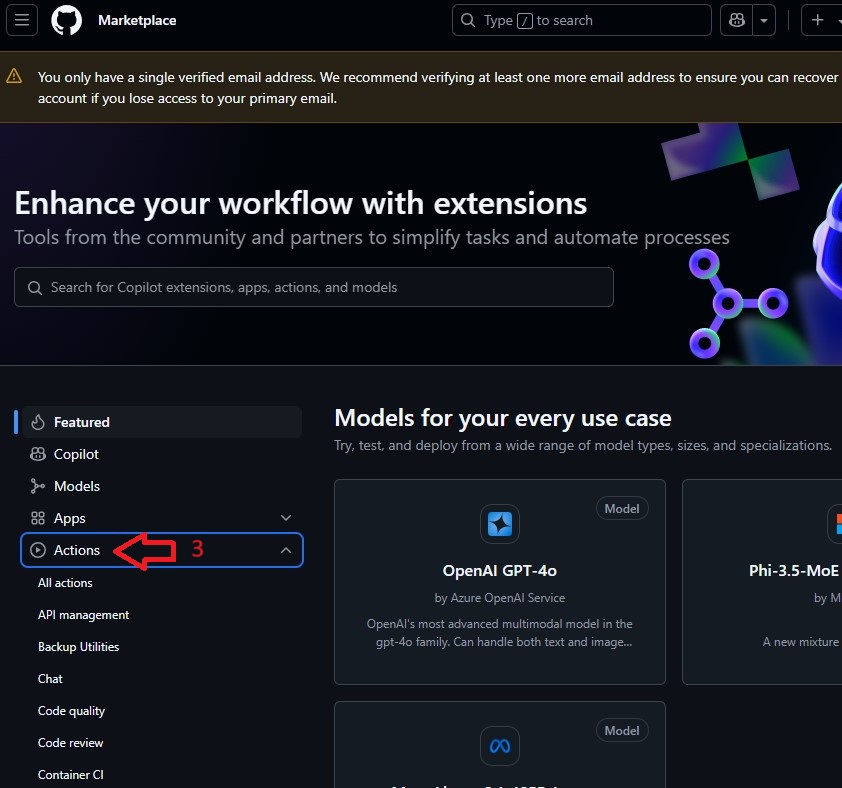 Marketplace
Type / to search
You only have a single verified email address. We recommend verifying at least one more email address to ensure you can recover
account if you lose access to your primary email.
Enhance your workflow with extensions
Tools from the community and partners to simplify tasks and automate processes
Search for Copilot extensions, apps, actions, and models
Featured
Copilot
Models
Apps
Actions
3
All actions
API management
Backup Utilities
Chat
Code quality
Code review
Container CI
Models for your every use case
Try, test, and deploy from a wide range of model types, sizes, and specializations.
Model
OpenAI GPT-4o
by Azure OpenAI Service
OpenAI's most advanced multimodal model in the
gpt-4o family. Can handle both text and image...
Phi-3.5-MoE
by M
A new mixture
Model